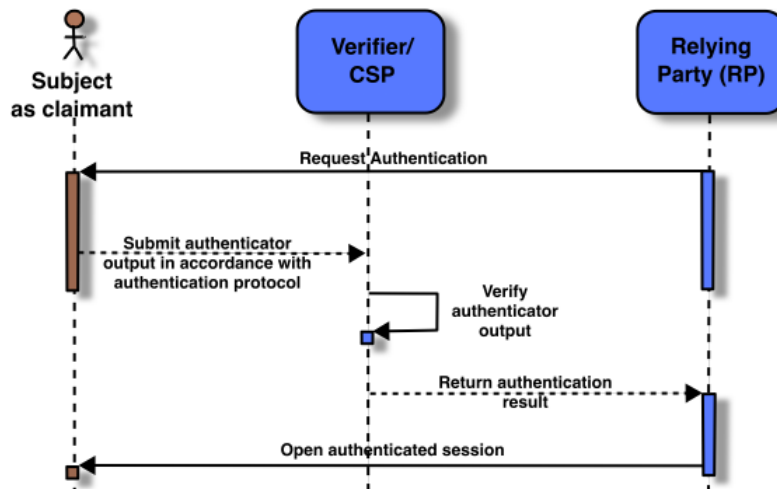 Subject
as claimant
Verifier/
CSP
Relying
Party (RP)
Request Authentication
Submit authenticator
output in accordance with
authentication protocol
Verify
authenticator
output
Return authentication
result
Open authenticated session